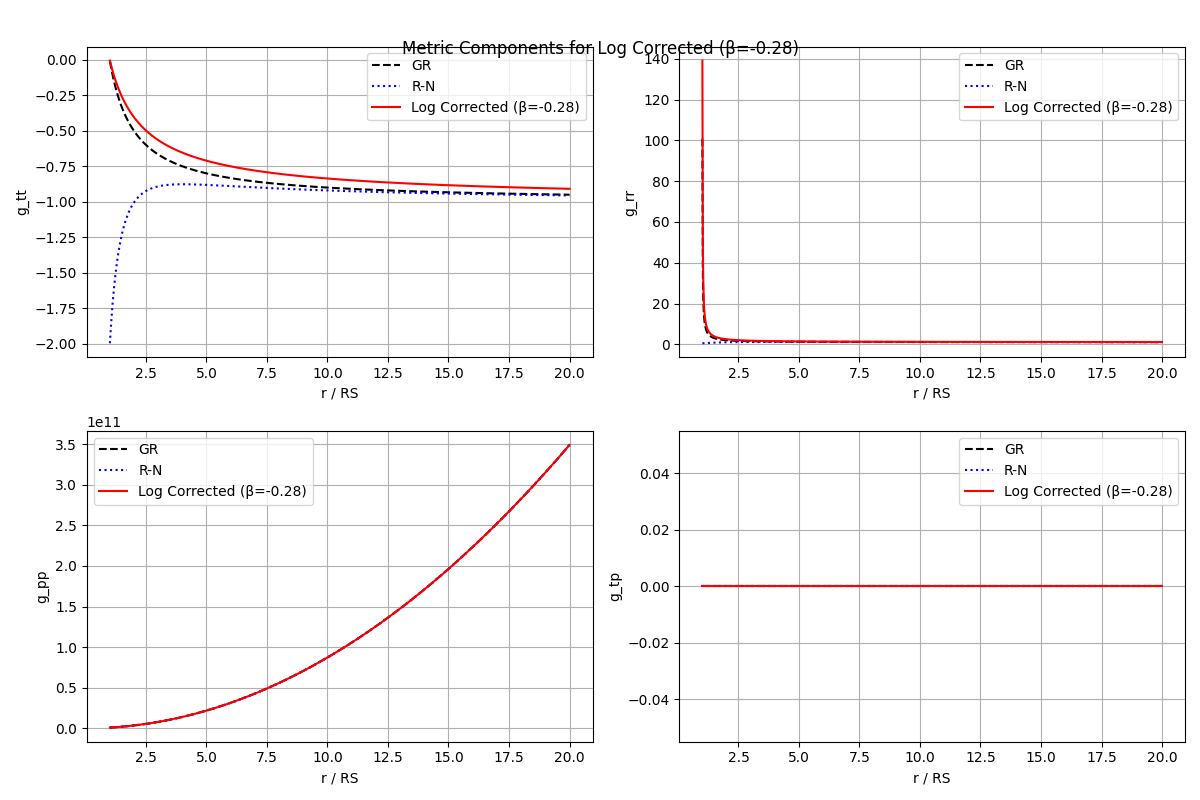 Metric Components for Log Corrected (β=-0.28)
0.00
−0.25
−0.50
−0.75
−1.00
−1.25
−1.50
−1.75
−2.00
g_tt
2.5 5.0 7.5 10.0 12.5 15.0 17.5 20.0
r / RS
GR
R-N
Log Corrected (β=-0.28)
140
120
100
80
60
40
20
0
g_rr
2.5 5.0 7.5 10.0 12.5 15.0 17.5 20.0
r / RS
GR
R-N
Log Corrected (β=-0.28)
1e11
3.5
3.0
2.5
2.0
1.5
1.0
0.5
0.0
g_pp
2.5 5.0 7.5 10.0 12.5 15.0 17.5 20.0
r / RS
GR
R-N
Log Corrected (β=-0.28)
0.04
0.02
0.00
−0.02
−0.04
g_tp
2.5 5.0 7.5 10.0 12.5 15.0 17.5 20.0
r / RS
GR
R-N
Log Corrected (β=-0.28)